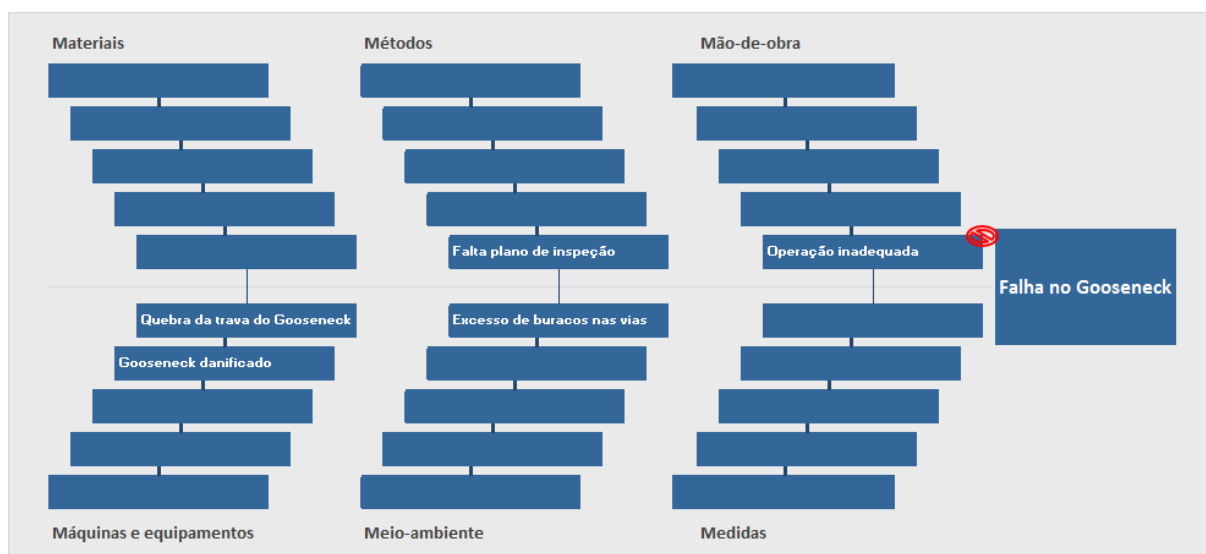 Materiais
Métodos
Mão-de-obra
Falta plano de inspeção
Operação inadequada
Falha no Gooseneck
Quebra da trava do Gooseneck
Excesso de buracos nas vias
Gooseneck danificado
Máquinas e equipamentos
Meio-ambiente
Medidas